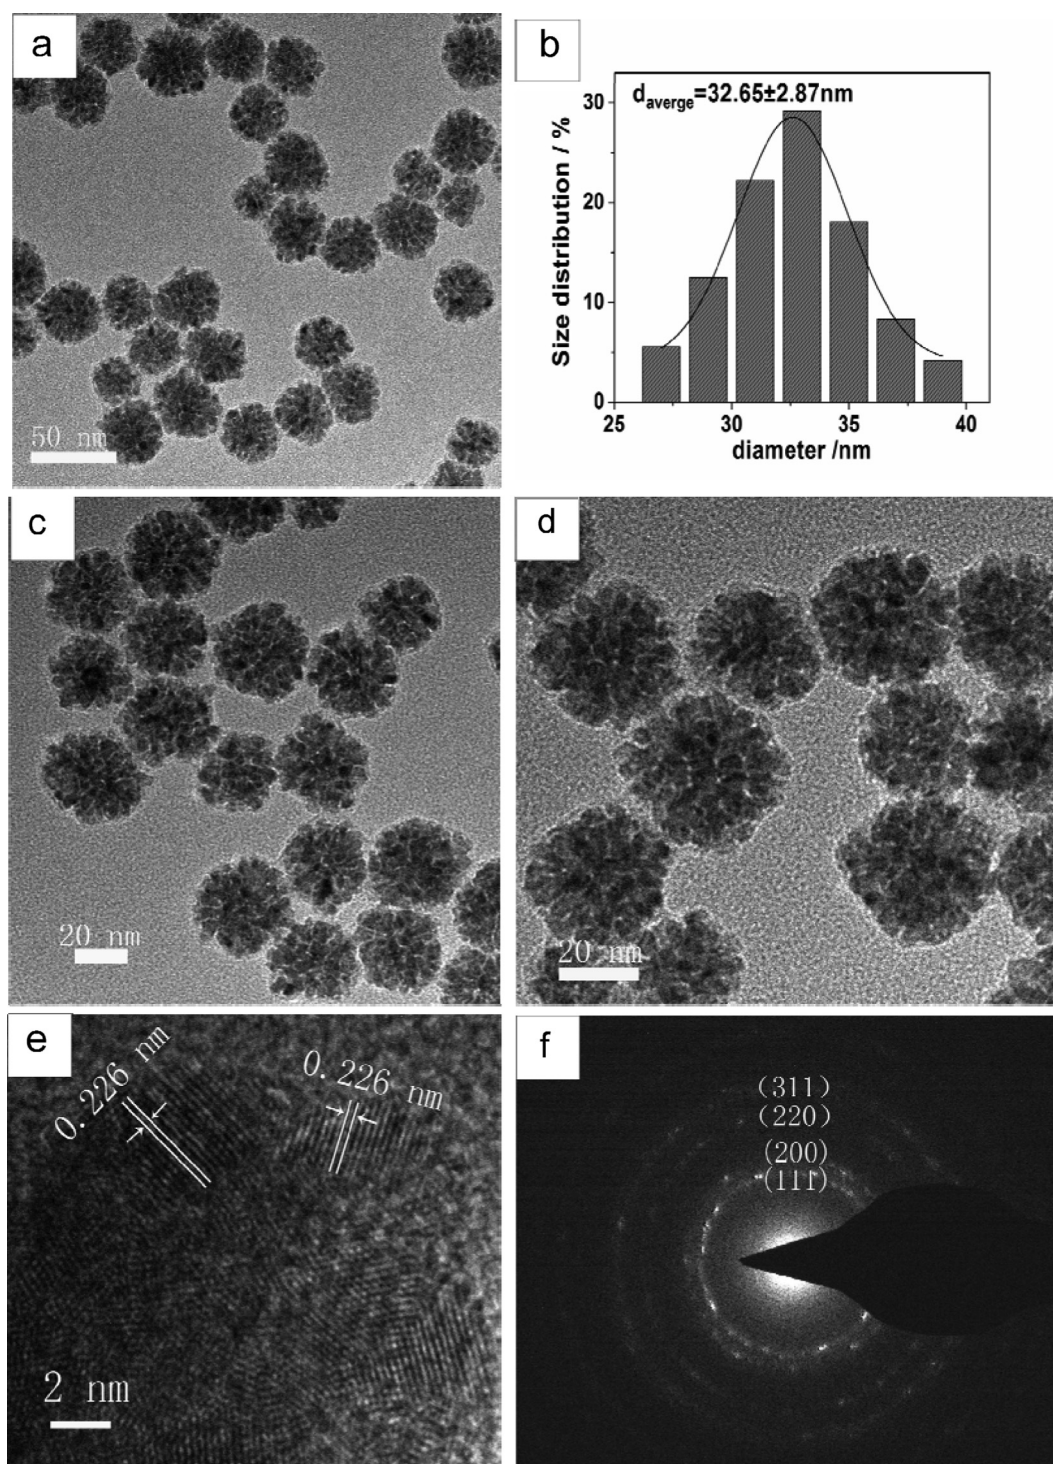 a
50 nm
b
d averge=32.65±2.87nm
Size distribution / %
30
20
10
0
25 30 35 40
diameter /nm
c
20 nm
d
20 nm
e
0.226 nm
0.226 nm
2 nm
f
(311)
(220)
(200)
(111)